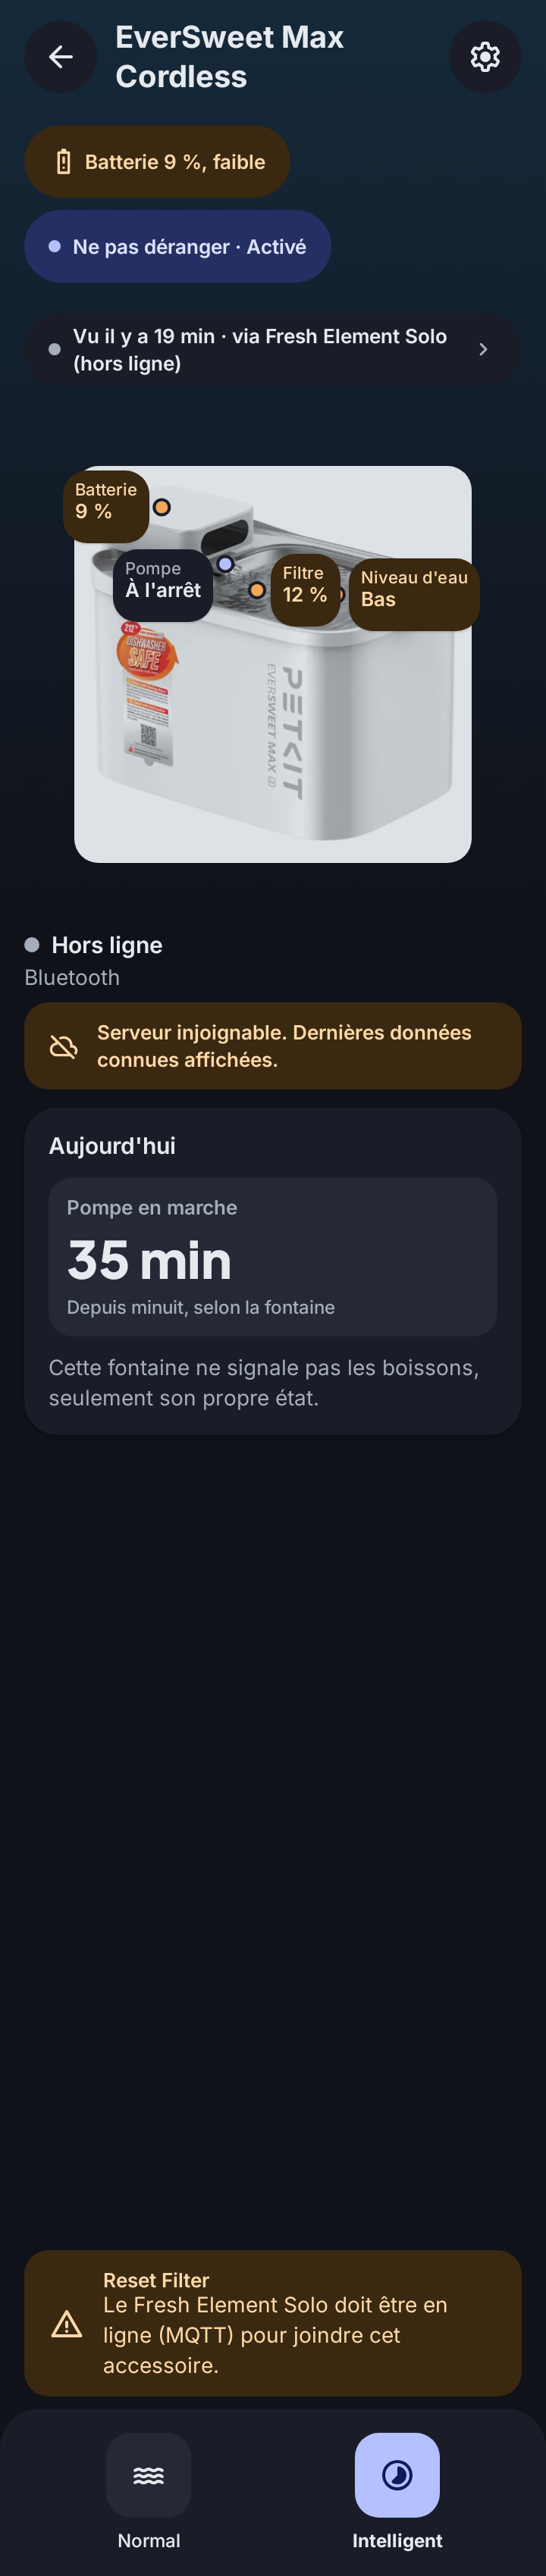 EverSweet Max
Cordless
Batterie 9 %, faible
Ne pas déranger · Activé
Vu il y a 19 min · via Fresh Element Solo
(hors ligne)
Batterie
9 %
Pompe
À l'arrêt
Filtre
12 %
Niveau d'eau
Bas
DISHWASHER
SAFE
PETKIT
EVERSWEET MAX
Hors ligne
Bluetooth
Serveur injoignable. Dernières données
connues affichées.
Aujourd'hui
Pompe en marche
35 min
Depuis minuit, selon la fontaine
Cette fontaine ne signale pas les boissons,
seulement son propre état.
Reset Filter
Le Fresh Element Solo doit être en
ligne (MQTT) pour joindre cet
accessoire.
Normal
Intelligent